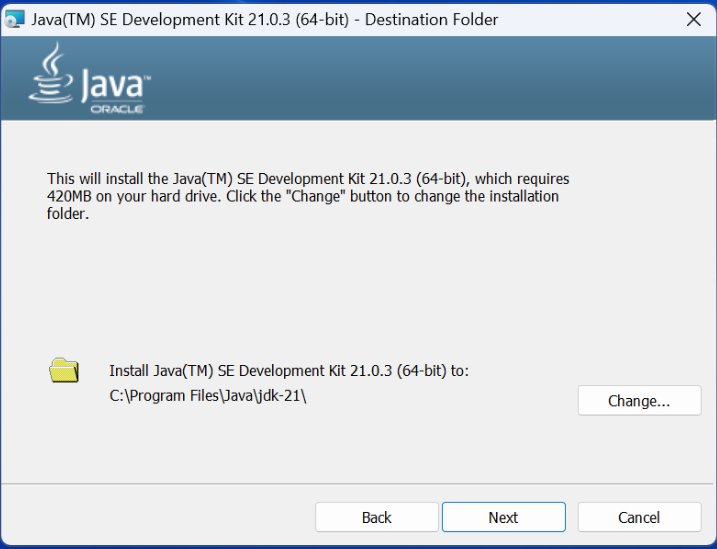 Java(TM) SE Development Kit 21.0.3 (64-bit) - Destination Folder
Java™
ORACLE
This will install the Java(TM) SE Development Kit 21.0.3 (64-bit), which requires
420MB on your hard drive. Click the "Change" button to change the installation
folder.
Install Java(TM) SE Development Kit 21.0.3 (64-bit) to:
C:\Program Files\Java\jdk-21\
Change...
Back
Next
Cancel